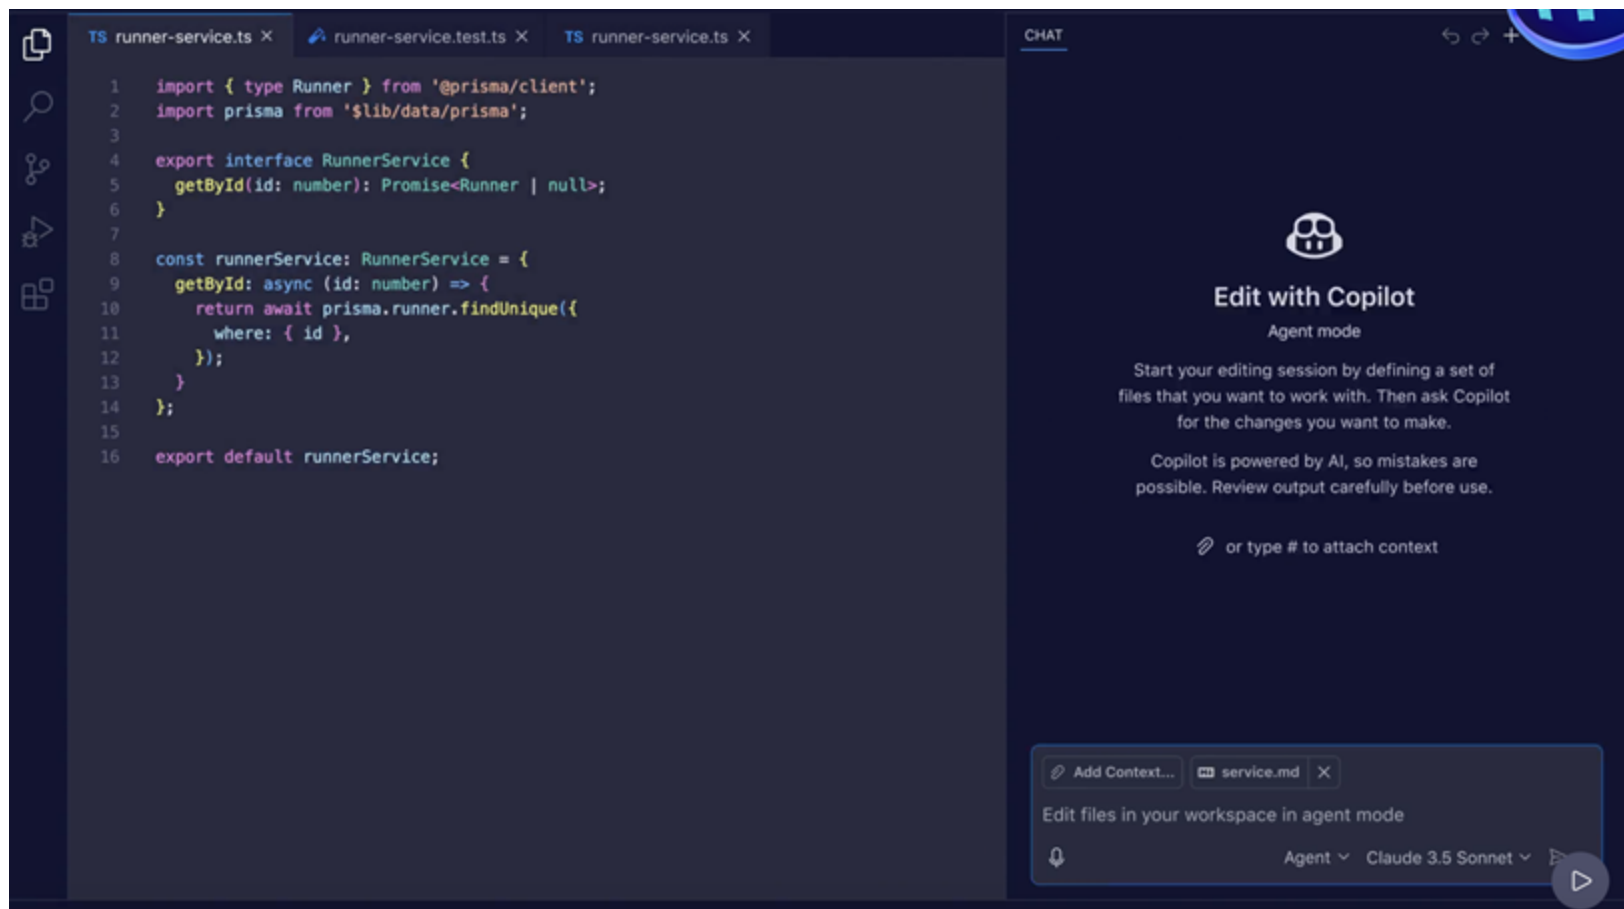 TS runner-service.ts × runner-service.test.ts × TS runner-service.ts ×
1 import { type Runner } from '@prisma/client';
2 import prisma from '$lib/data/prisma';
3
4 export interface RunnerService {
5 getById(id: number): Promise<Runner | null>;
6 }
7
8 const runnerService: RunnerService = {
9 getById: async (id: number) => {
10 return await prisma.runner.findUnique({
11 where: { id },
12 });
13 }
14 };
15
16 export default runnerService;
CHAT
Edit with Copilot
Agent mode
Start your editing session by defining a set of
files that you want to work with. Then ask Copilot
for the changes you want to make.
Copilot is powered by AI, so mistakes are
possible. Review output carefully before use.
or type # to attach context
Add Context... service.md ×
Edit files in your workspace in agent mode
Agent Claude 3.5 Sonnet